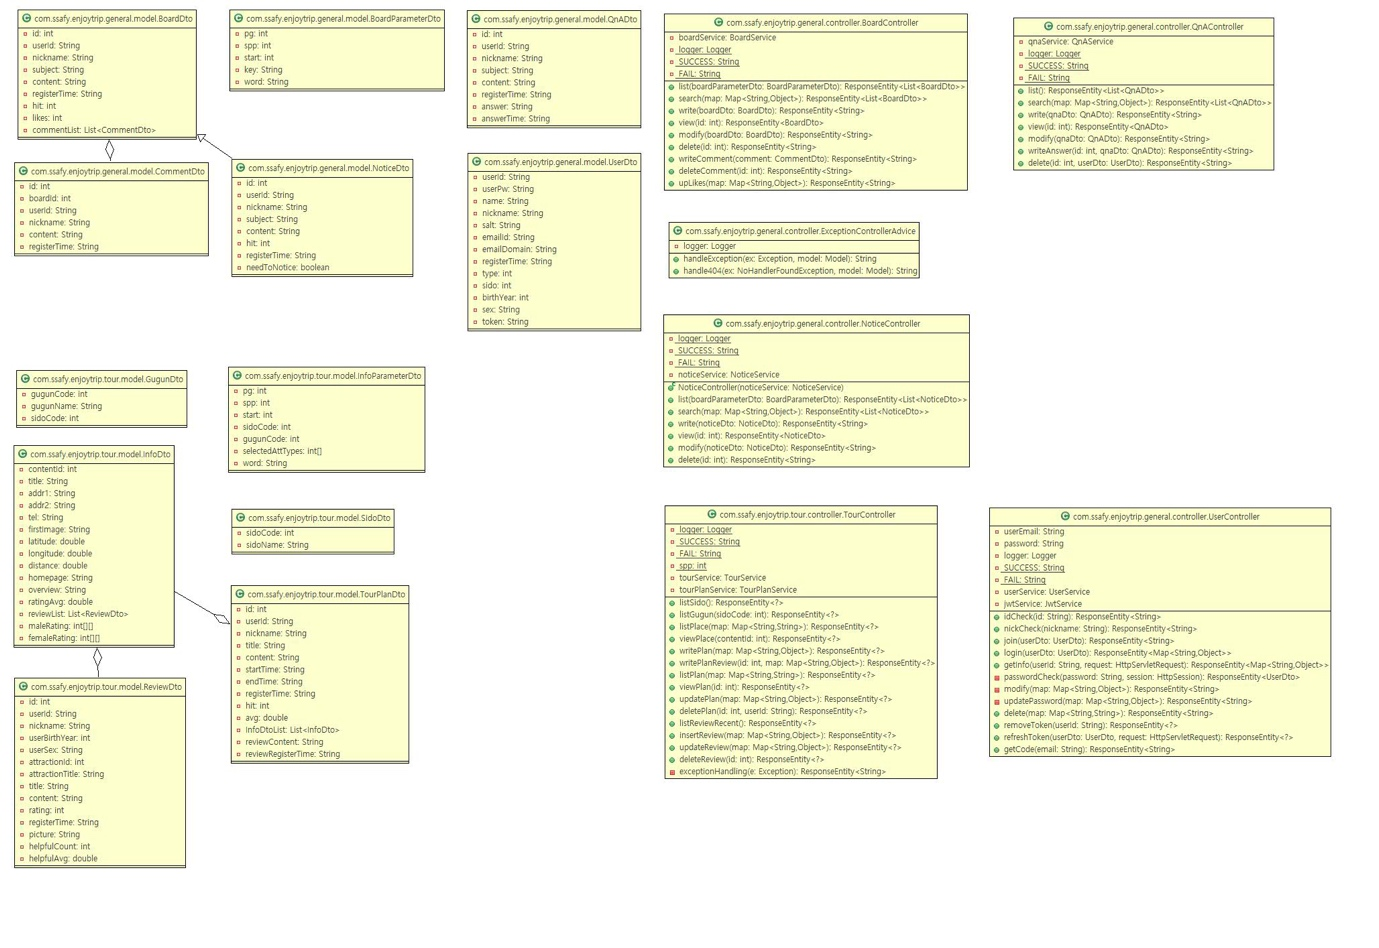 com.ssafy.enjoytrip.general.model.BoardDto
id: int
userId: String
nickname: String
subject: String
content: String
registerTime: String
hit: int
likes: int
commentList: List<CommentDto>
com.ssafy.enjoytrip.general.model.BoardParameterDto
pg: int
spp: int
start: int
key: String
word: String
com.ssafy.enjoytrip.general.model.QnADto
id: int
userId: String
nickname: String
subject: String
content: String
registerTime: String
answer: String
answerTime: String
com.ssafy.enjoytrip.general.controller.BoardController
boardService: BoardService
logger: Logger
SUCCESS: String
FAIL: String
list(boardParameterDto: BoardParameterDto): ResponseEntity<List<BoardDto>>
search(map: Map<String,Object>): ResponseEntity<List<BoardDto>>
write(boardDto: BoardDto): ResponseEntity<String>
view(id: int): ResponseEntity<BoardDto>
modify(boardDto: BoardDto): ResponseEntity<String>
delete(id: int): ResponseEntity<String>
writeComment(comment: CommentDto): ResponseEntity<String>
deleteComment(id: int): ResponseEntity<String>
upLikes(map: Map<String,Object>): ResponseEntity<String>
com.ssafy.enjoytrip.general.controller.QnAController
qnaService: QnAService
logger: Logger
SUCCESS: String
FAIL: String
list(): ResponseEntity<List<QnADto>>
search(map: Map<String,Object>): ResponseEntity<List<QnADto>>
write(qnaDto: QnADto): ResponseEntity<String>
view(id: int): ResponseEntity<QnADto>
modify(qnaDto: QnADto): ResponseEntity<String>
writeAnswer(id: int, qnaDto: QnADto): ResponseEntity<String>
delete(id: int, userDto: UserDto): ResponseEntity<String>
com.ssafy.enjoytrip.general.model.CommentDto
id: int
boardId: int
userId: String
nickname: String
content: String
registerTime: String
com.ssafy.enjoytrip.general.model.NoticeDto
id: int
userId: String
nickname: String
subject: String
content: String
hit: int
registerTime: String
needToNotice: boolean
com.ssafy.enjoytrip.general.model.UserDto
userId: String
userPw: String
name: String
nickname: String
salt: String
emailId: String
emailDomain: String
registerTime: String
type: int
sido: int
birthYear: int
sex: String
token: String
com.ssafy.enjoytrip.general.controller.ExceptionControllerAdvice
logger: Logger
handleException(ex: Exception, model: Model): String
handle404(ex: NoHandlerFoundException, model: Model): String
com.ssafy.enjoytrip.general.controller.NoticeController
logger: Logger
SUCCESS: String
FAIL: String
noticeService: NoticeService
NoticeController(noticeService: NoticeService)
list(boardParameterDto: BoardParameterDto): ResponseEntity<List<NoticeDto>>
search(map: Map<String,Object>): ResponseEntity<List<NoticeDto>>
write(noticeDto: NoticeDto): ResponseEntity<String>
view(id: int): ResponseEntity<NoticeDto>
modify(noticeDto: NoticeDto): ResponseEntity<String>
delete(id: int): ResponseEntity<String>
com.ssafy.enjoytrip.tour.model.GugunDto
gugunCode: int
gugunName: String
sidoCode: int
com.ssafy.enjoytrip.tour.model.InfoParameterDto
pg: int
spp: int
start: int
sidoCode: int
gugunCode: int
selectedAttTypes: int[]
word: String
com.ssafy.enjoytrip.tour.model.InfoDto
contentId: int
title: String
addr1: String
addr2: String
tel: String
firstImage: String
latitude: double
longitude: double
distance: double
homepage: String
overview: String
ratingAvg: double
reviewList: List<ReviewDto>
maleRating: int[][]
femaleRating: int[][]
com.ssafy.enjoytrip.tour.model.SidoDto
sidoCode: int
sidoName: String
com.ssafy.enjoytrip.tour.model.TourPlanDto
id: int
userId: String
nickname: String
title: String
content: String
startTime: String
endTime: String
registerTime: String
hit: int
avg: double
InfoDtoList: List<InfoDto>
reviewContent: String
reviewRegisterTime: String
com.ssafy.enjoytrip.tour.model.ReviewDto
id: int
userId: String
nickname: String
userBirthYear: int
userSex: String
attractionId: int
attractionTitle: String
title: String
content: String
rating: int
registerTime: String
picture: String
helpfulCount: int
helpfulAvg: double
com.ssafy.enjoytrip.tour.controller.TourController
logger: Logger
SUCCESS: String
FAIL: String
spp: int
tourService: TourService
tourPlanService: TourPlanService
listSido(): ResponseEntity<?>
listGugun(sidoCode: int): ResponseEntity<?>
listPlace(map: Map<String,String>): ResponseEntity<?>
viewPlace(contentId: int): ResponseEntity<?>
writePlan(map: Map<String,Object>): ResponseEntity<?>
writePlanReview(id: int, map: Map<String,Object>): ResponseEntity<?>
listPlan(map: Map<String,String>): ResponseEntity<?>
viewPlan(id: int): ResponseEntity<?>
updatePlan(map: Map<String,Object>): ResponseEntity<?>
deletePlan(id: int, userId: String): ResponseEntity<?>
listReviewRecent(): ResponseEntity<?>
insertReview(map: Map<String,Object>): ResponseEntity<?>
updateReview(map: Map<String,Object>): ResponseEntity<?>
deleteReview(id: int): ResponseEntity<?>
exceptionHandling(e: Exception): ResponseEntity<String>
com.ssafy.enjoytrip.general.controller.UserController
userEmail: String
password: String
logger: Logger
SUCCESS: String
FAIL: String
userService: UserService
jwtService: JwtService
idCheck(id: String): ResponseEntity<String>
nickCheck(nickname: String): ResponseEntity<String>
join(userDto: UserDto): ResponseEntity<String>
login(userDto: UserDto): ResponseEntity<Map<String,Object>>
getInfo(userid: String, request: HttpServletRequest): ResponseEntity<Map<String,Object>>
passwordCheck(password: String, session: HttpSession): ResponseEntity<UserDto>
modify(map: Map<String,Object>): ResponseEntity<String>
updatePassword(map: Map<String,Object>): ResponseEntity<String>
delete(map: Map<String,String>): ResponseEntity<String>
removeToken(userId: String): ResponseEntity<?>
refreshToken(userDto: UserDto, request: HttpServletRequest): ResponseEntity<?>
getCode(email: String): ResponseEntity<String>